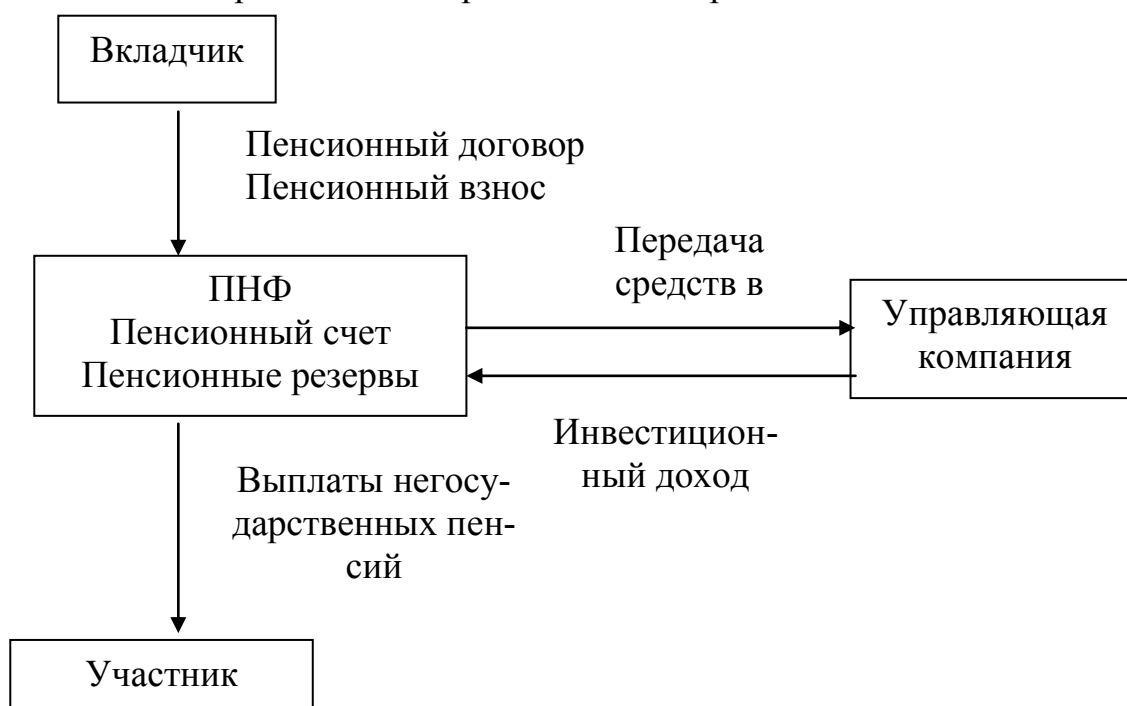 Вкладчик
Пенсионный договор
Пенсионный взнос
Передача
средств в
ПНФ
Пенсионный счет
Пенсионные резервы
Управляющая
компания
Инвестицион-
ный доход
Выплаты негосу-
дарственных пен-
сий
Участник